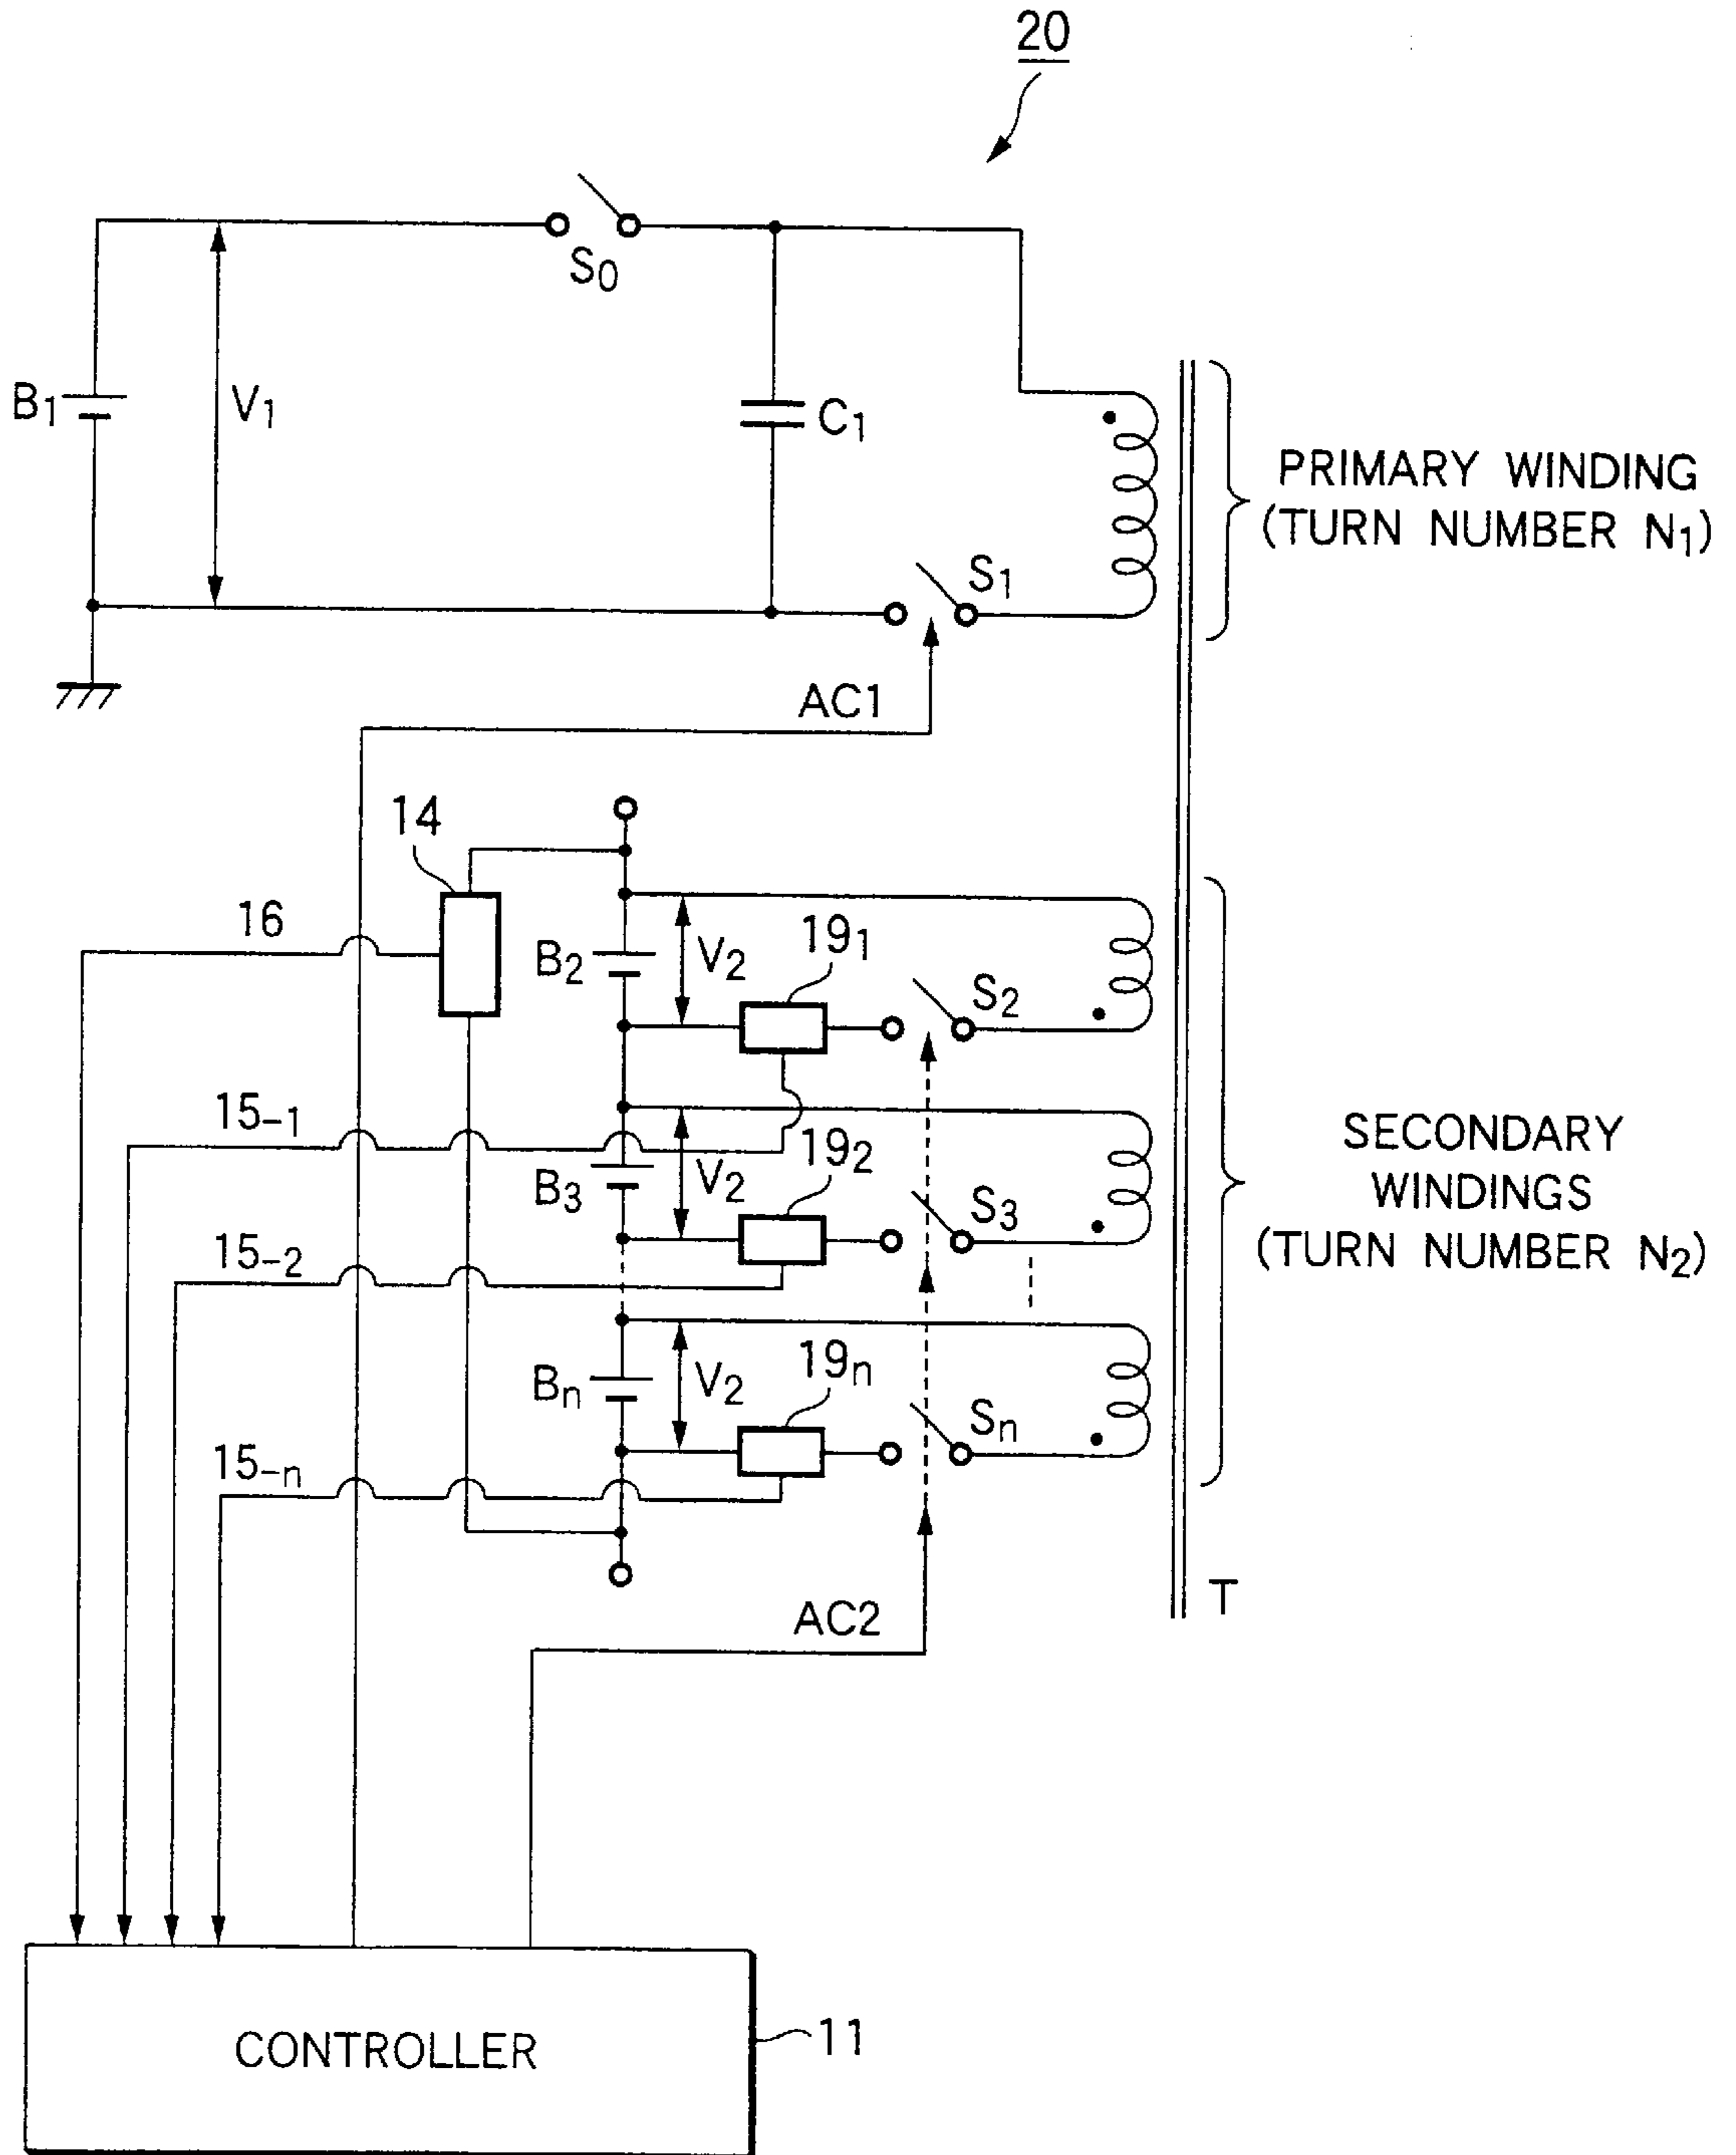 20
S0
B1
V1
C1
PRIMARY WINDING
(TURN NUMBER N1)
S1
AC1
14
16
B2
V2
191
S2
15-1
B3
V2
192
S3
SECONDARY
WINDINGS
(TURN NUMBER N2)
15-2
Bn
V2
19n
Sn
15-n
T
AC2
CONTROLLER
11